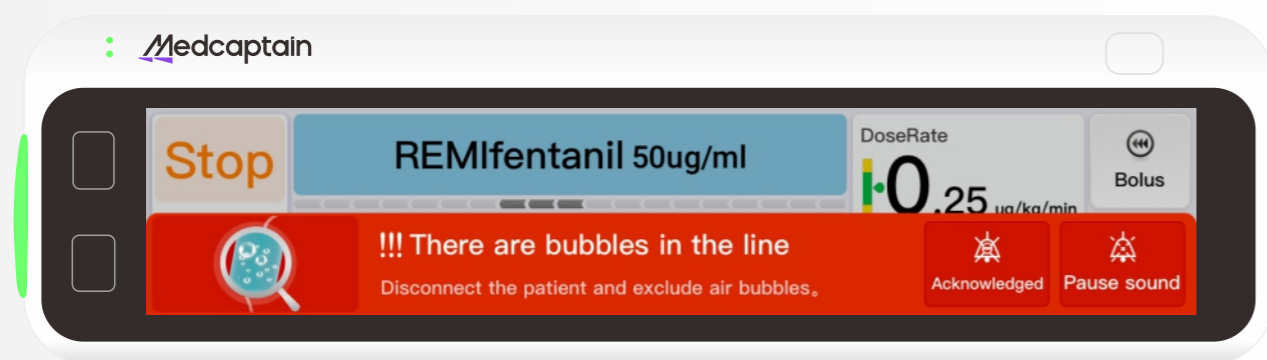 Medcaptain
Stop
REMIfentanil 50ug/ml
DoseRate
0.25 ug/kg/min
Bolus
!!! There are bubbles in the line
Disconnect the patient and exclude air bubbles。
Acknowledged
Pause sound